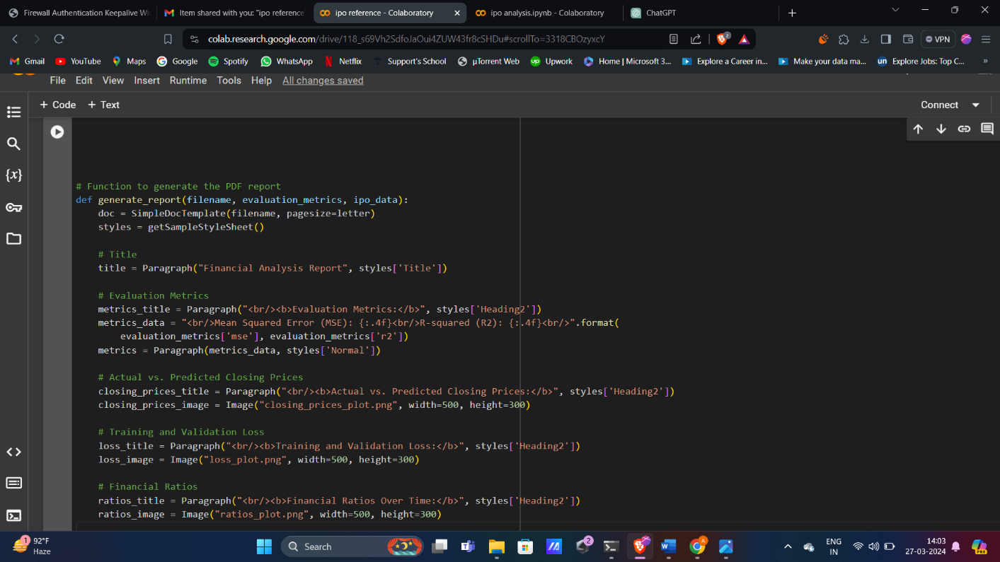 Firewall Authentication Keepalive Wi
Item shared with you: "ipo reference
ipo reference - Colaboratory
ipo analysis.ipynb - Colaboratory
ChatGPT
colab.research.google.com/drive/118_s69Vh2SdfoJaOui4ZUW43fr8cSHDu#scrollTo=3318CBOzyxcY
2
VPN
Gmail
YouTube
Maps
Google
Spotify
WhatsApp
Netflix
Support's School
µTorrent Web
Upwork
Home | Microsoft 3...
Explore a Career in...
Make your data ma...
Explore Jobs: Top C...
File Edit View Insert Runtime Tools Help All changes saved
+ Code + Text
Connect
# Function to generate the PDF report
def generate_report(filename, evaluation_metrics, ipo_data):
    doc = SimpleDocTemplate(filename, pagesize=letter)
    styles = getSampleStyleSheet()
    # Title
    title = Paragraph("Financial Analysis Report", styles['Title'])
    # Evaluation Metrics
    metrics_title = Paragraph("<br/><b>Evaluation Metrics:</b>", styles['Heading2'])
    metrics_data = "<br/>Mean Squared Error (MSE): {:.4f}<br/>R-squared (R2): {:.4f}<br/>".format(
        evaluation_metrics['mse'], evaluation_metrics['r2'])
    metrics = Paragraph(metrics_data, styles['Normal'])
    # Actual vs. Predicted Closing Prices
    closing_prices_title = Paragraph("<br/><b>Actual vs. Predicted Closing Prices:</b>", styles['Heading2'])
    closing_prices_image = Image("closing_prices_plot.png", width=500, height=300)
    # Training and Validation Loss
    loss_title = Paragraph("<br/><b>Training and Validation Loss:</b>", styles['Heading2'])
    loss_image = Image("loss_plot.png", width=500, height=300)
    # Financial Ratios
    ratios_title = Paragraph("<br/><b>Financial Ratios Over Time:</b>", styles['Heading2'])
    ratios_image = Image("ratios_plot.png", width=500, height=300)
1
92°F
Haze
Search
2
ENG
IN
14:03
27-03-2024
PRE